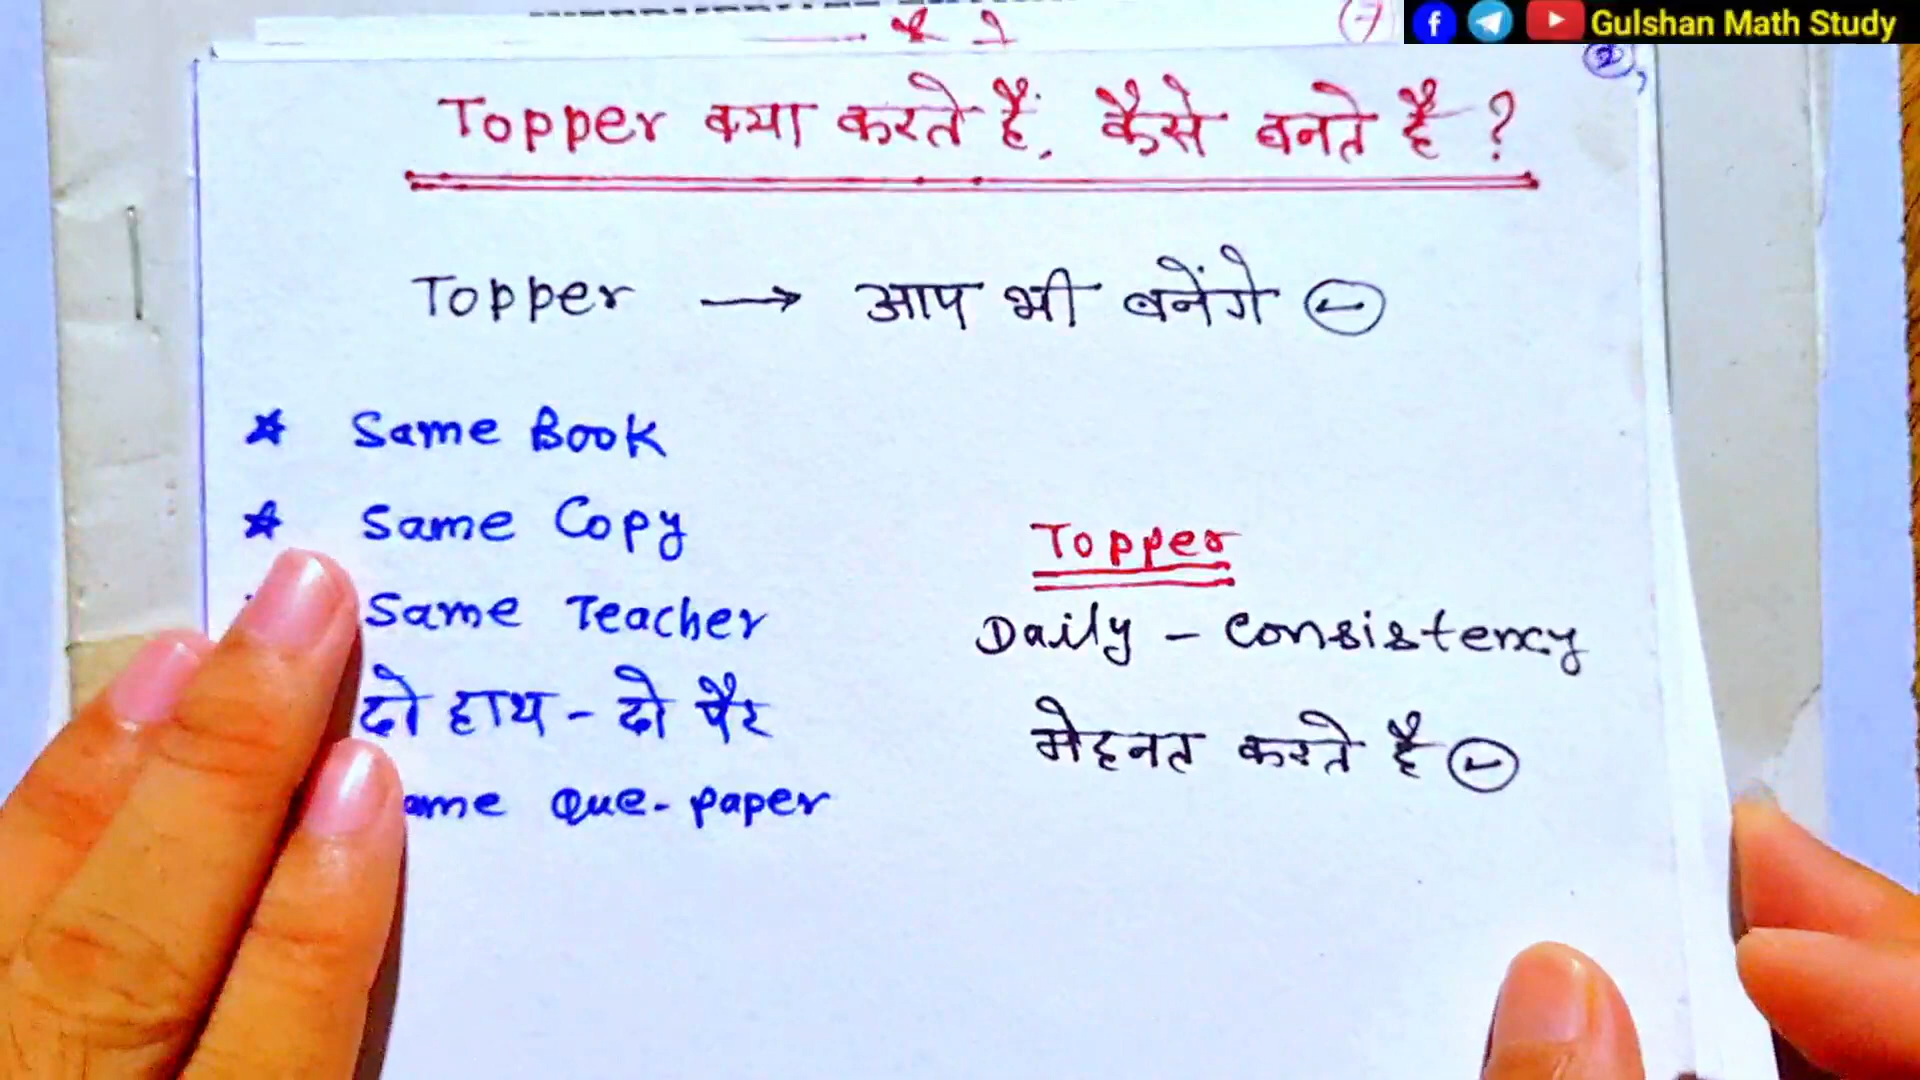 Gulshan Math Study
2
Topper क्या करते हैं, कैसे बनते है ?
Topper → आप भी बनेंगे
* Same Book
* Same Copy
Same Teacher
दो हाथ - दो पैर
ame Que-paper
Topper
Daily - Consistency
मेहनत करते है